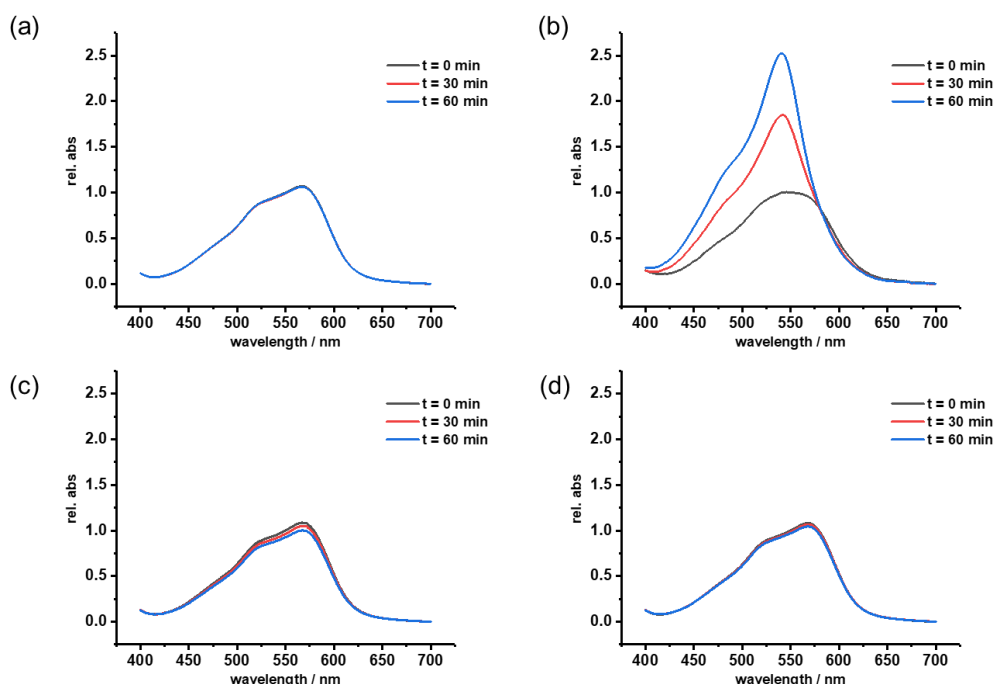 (a)
rel. abs
2.5
2.0
1.5
1.0
0.5
0.0
t = 0 min
t = 30 min
t = 60 min
400 450 500 550 600 650 700
wavelength / nm
(b)
rel. abs
2.5
2.0
1.5
1.0
0.5
0.0
t = 0 min
t = 30 min
t = 60 min
400 450 500 550 600 650 700
wavelength / nm
(c)
rel. abs
2.5
2.0
1.5
1.0
0.5
0.0
t = 0 min
t = 30 min
t = 60 min
400 450 500 550 600 650 700
wavelength / nm
(d)
rel. abs
2.5
2.0
1.5
1.0
0.5
0.0
t = 0 min
t = 30 min
t = 60 min
400 450 500 550 600 650 700
wavelength / nm